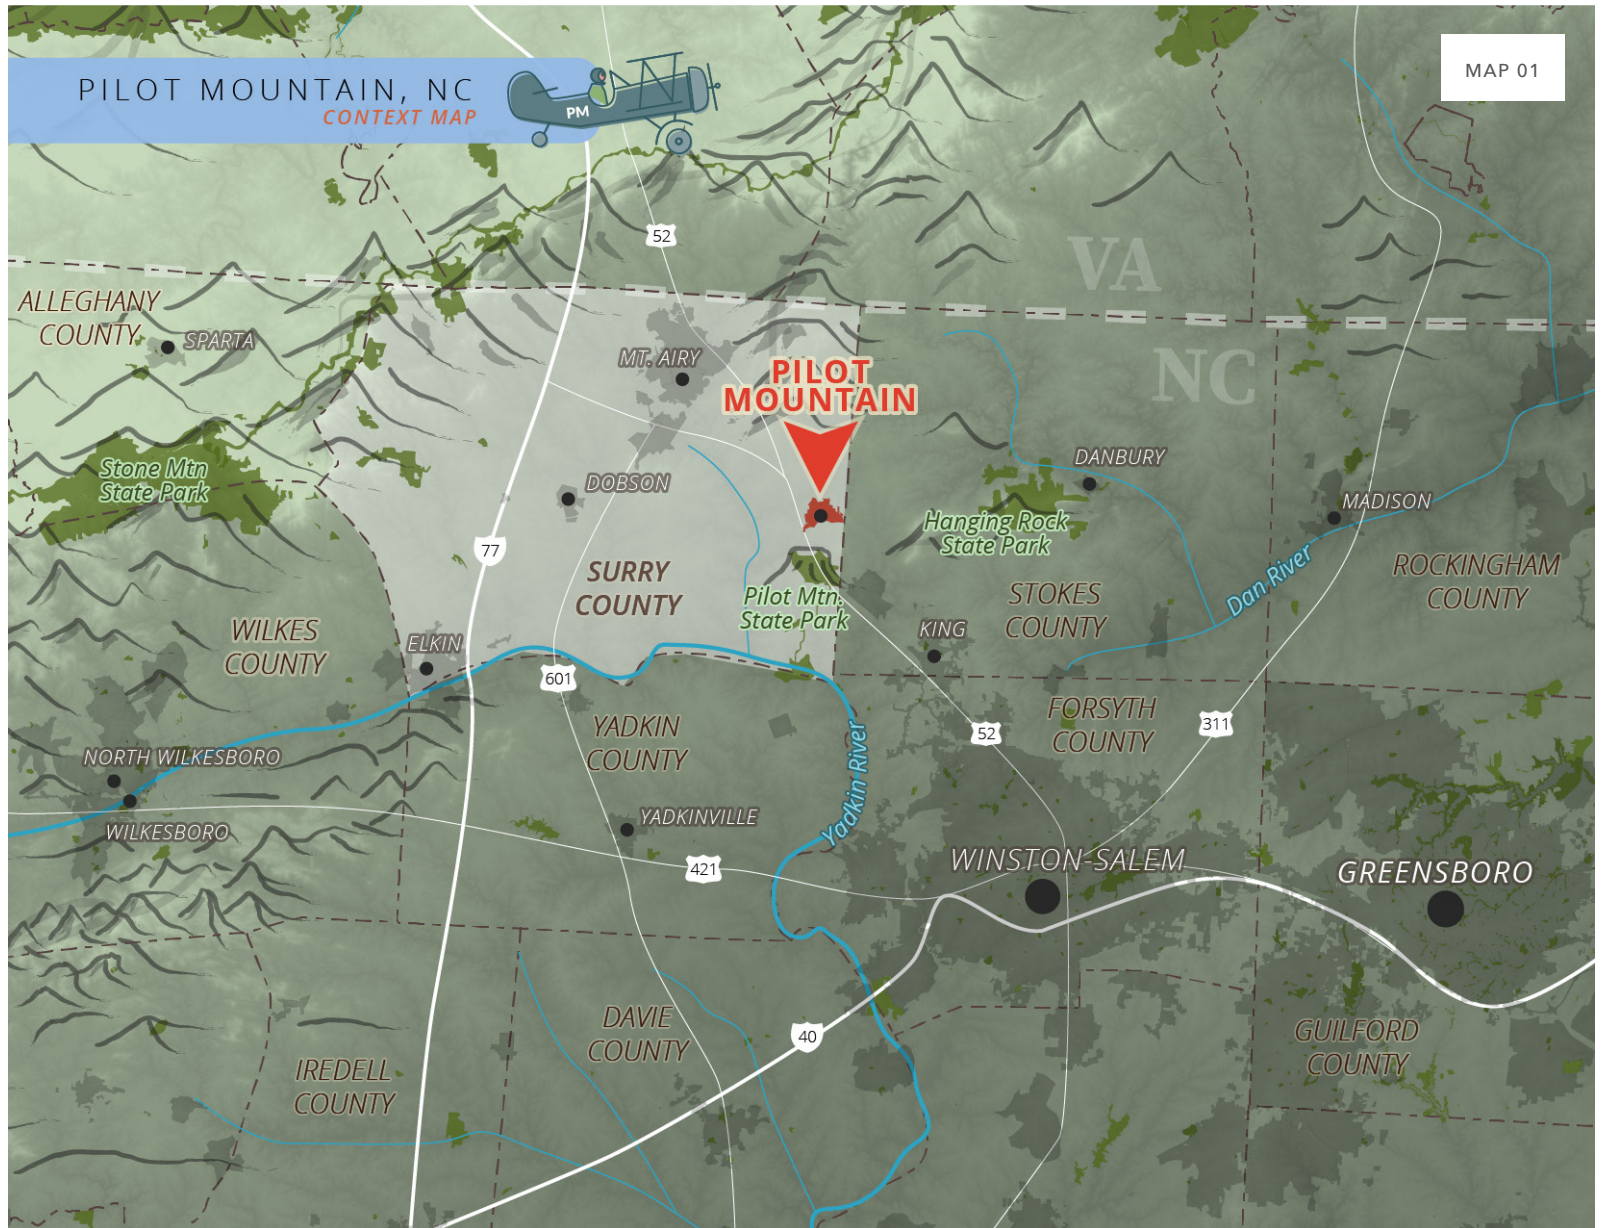 PILOT MOUNTAIN, NC
CONTEXT MAP
PM
MAP 01
52
VA
NC
ALLEGHANY
COUNTY
SPARTA
MT. AIRY
PILOT
MOUNTAIN
Stone Mtn
State Park
DOBSON
DANBURY
MADISON
Hanging Rock
State Park
77
SURRY
COUNTY
Pilot Mtn.
State Park
STOKES
COUNTY
Dan River
ROCKINGHAM
COUNTY
WILKES
COUNTY
ELKIN
KING
601
YADKIN
COUNTY
Yadkin River
52
FORSYTH
COUNTY
311
NORTH WILKESBORO
WILKESBORO
YADKINVILLE
421
WINSTON-SALEM
GREENSBORO
DAVIE
COUNTY
40
IREDELL
COUNTY
GUILFORD
COUNTY